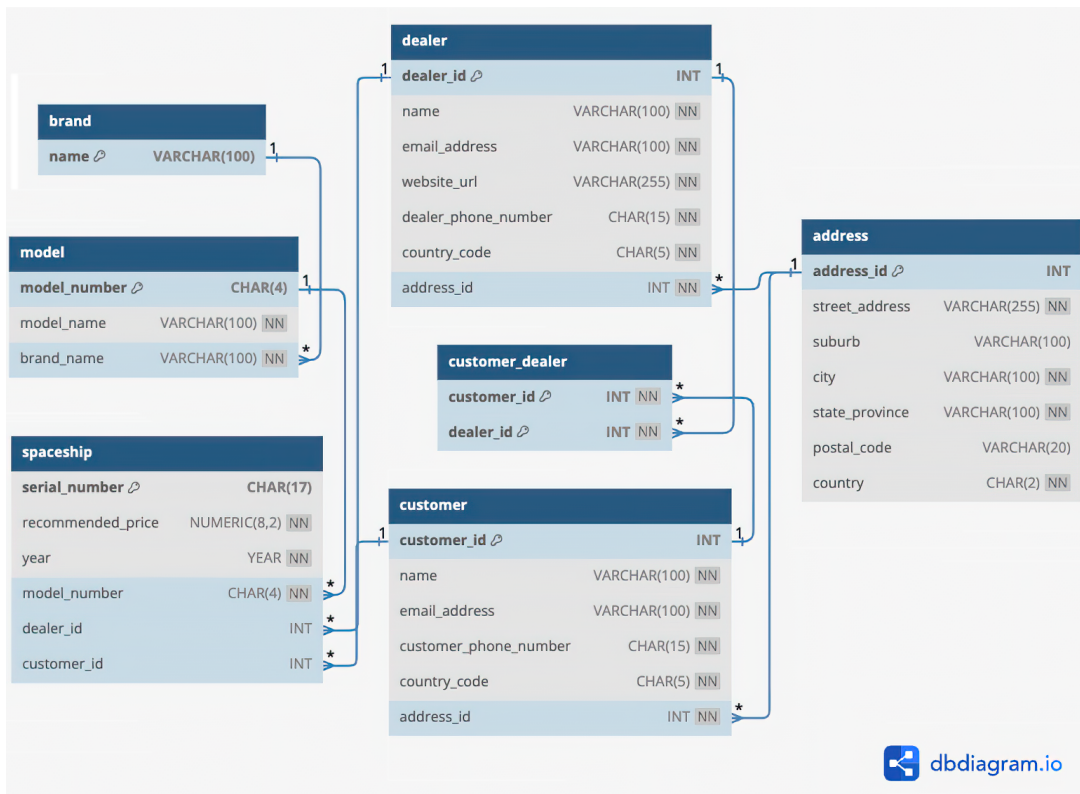 dealer
dealer_id INT
name VARCHAR(100) NN
email_address VARCHAR(100) NN
website_url VARCHAR(255) NN
dealer_phone_number CHAR(15) NN
country_code CHAR(5) NN
address_id INT NN
1
1
*
brand
name VARCHAR(100)
1
model
model_number CHAR(4)
model_name VARCHAR(100) NN
brand_name VARCHAR(100) NN
1
*
address
address_id INT
street_address VARCHAR(255) NN
suburb VARCHAR(100)
city VARCHAR(100) NN
state_province VARCHAR(100) NN
postal_code VARCHAR(20)
country CHAR(2) NN
1
customer_dealer
customer_id INT NN
dealer_id INT NN
*
*
spaceship
serial_number CHAR(17)
recommended_price NUMERIC(8,2) NN
year YEAR NN
model_number CHAR(4) NN
dealer_id INT
customer_id INT
*
*
*
customer
customer_id INT
name VARCHAR(100) NN
email_address VARCHAR(100) NN
customer_phone_number CHAR(15) NN
country_code CHAR(5) NN
address_id INT NN
1
1
*
dbdiagram.io